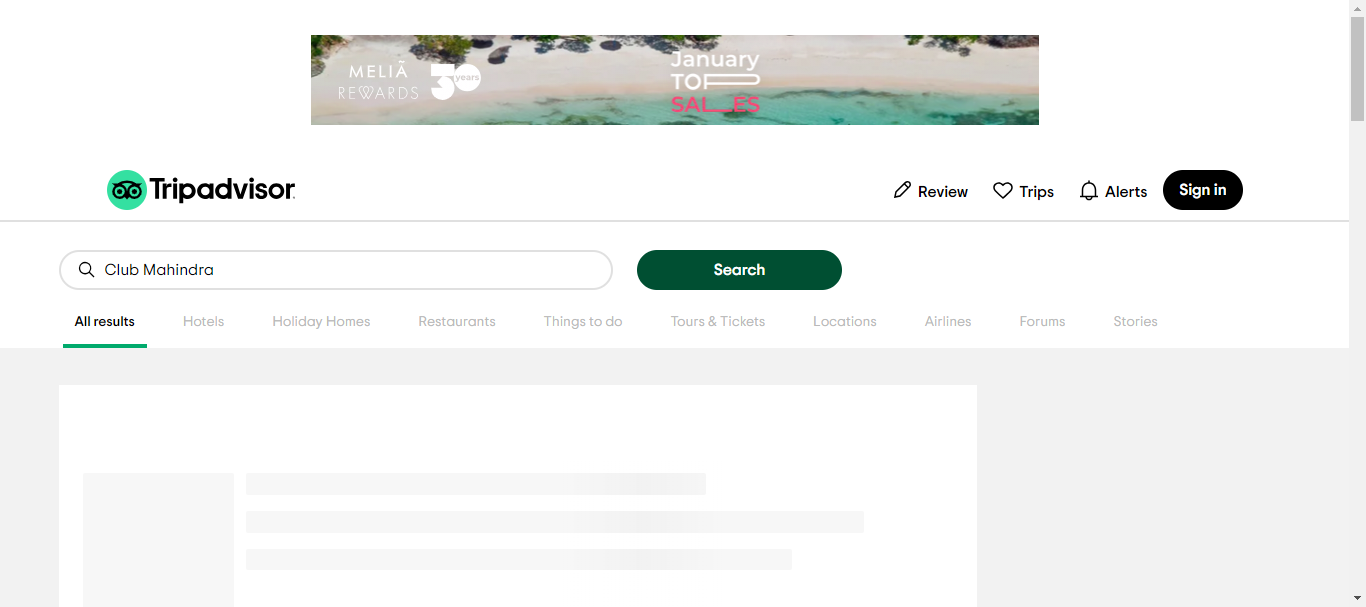 MELIÃ
REWARDS
30 years
January
TOP
SALES
Tripadvisor
Review
Trips
Alerts
Sign in
Club Mahindra
Search
All results
Hotels
Holiday Homes
Restaurants
Things to do
Tours & Tickets
Locations
Airlines
Forums
Stories